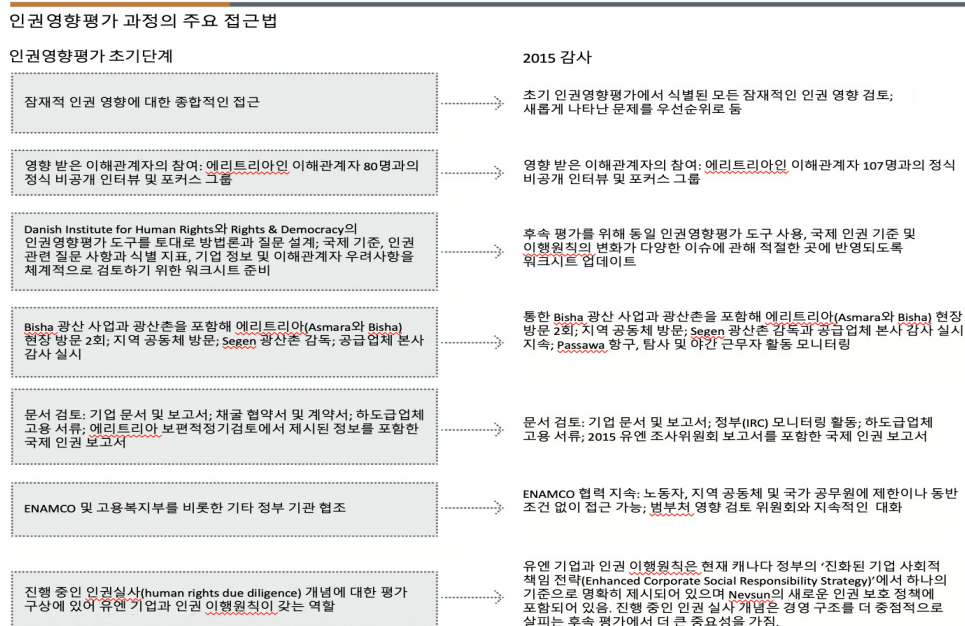 인권영향평가 과정의 주요 접근법
인권영향평가 초기단계
2015 감사
잠재적 인권 영향에 대한 종합적인 접근
초기 인권영향평가에서 식별된 모든 잠재적인 인권 영향 검토;
새롭게 나타난 문제를 우선순위로 둠
영향 받은 이해관계자의 참여: 에리트리아인 이해관계자 80명과의
정식 비공개 인터뷰 및 포커스 그룹
영향 받은 이해관계자의 참여: 에리트리아인 이해관계자 107명과의 정식
비공개 인터뷰 및 포커스 그룹
Danish Institute for Human Rights와 Rights & Democracy의
인권영향평가 도구를 토대로 방법론과 질문 설계; 국제 기준, 인권
관련 질문 사항과 식별 지표, 기업 정보 및 이해관계자 우려사항을
체계적으로 검토하기 위한 워크시트 준비
후속 평가를 위해 동일 인권영향평가 도구 사용, 국제 인권 기준 및
이행원칙의 변화가 다양한 이슈에 관해 적절한 곳에 반영되도록
워크시트 업데이트
Bisha 광산 사업과 광산촌을 포함해 에리트리아(Asmara와 Bisha)
현장 방문 2회; 지역 공동체 방문; Segen 광산촌 감독; 공급업체 본사
감사 실시
통한 Bisha 광산 사업과 광산촌을 포함해 에리트리아(Asmara와 Bisha) 현장
방문 2회; 지역 공동체 방문; Segen 광산촌 감독과 공급업체 본사 감사 실시
지속; Passawa 항구, 탐사 및 야간 근무자 활동 모니터링
문서 검토: 기업 문서 및 보고서; 채굴 협약서 및 계약서; 하도급업체
고용 서류; 에리트리아 보편적정기검토에서 제시된 정보를 포함한
국제 인권 보고서
문서 검토: 기업 문서 및 보고서; 정부(IRC) 모니터링 활동; 하도급업체
고용 서류; 2015 유엔 조사위원회 보고서를 포함한 국제 인권 보고서
ENAMCO 및 고용복지부를 비롯한 기타 정부 기관 협조
ENAMCO 협력 지속: 노동자, 지역 공동체 및 국가 공무원에 제한이나 동반
조건 없이 접근 가능; 범부처 영향 검토 위원회와 지속적인 대화
진행 중인 인권실사(human rights due diligence) 개념에 대한 평가
구상에 있어 유엔 기업과 인권 이행원칙이 갖는 역할
유엔 기업과 인권 이행원칙은 현재 캐나다 정부의 '진화된 기업 사회적
책임 전략(Enhanced Corporate Social Responsibility Strategy)'에서 하나의
기준으로 명확히 제시되어 있으며 Nevsun의 새로운 인권 보호 정책에
포함되어 있음. 진행 중인 인권 실사 개념은 경영 구조를 더 중점적으로
살피는 후속 평가에서 더 큰 중요성을 가짐.